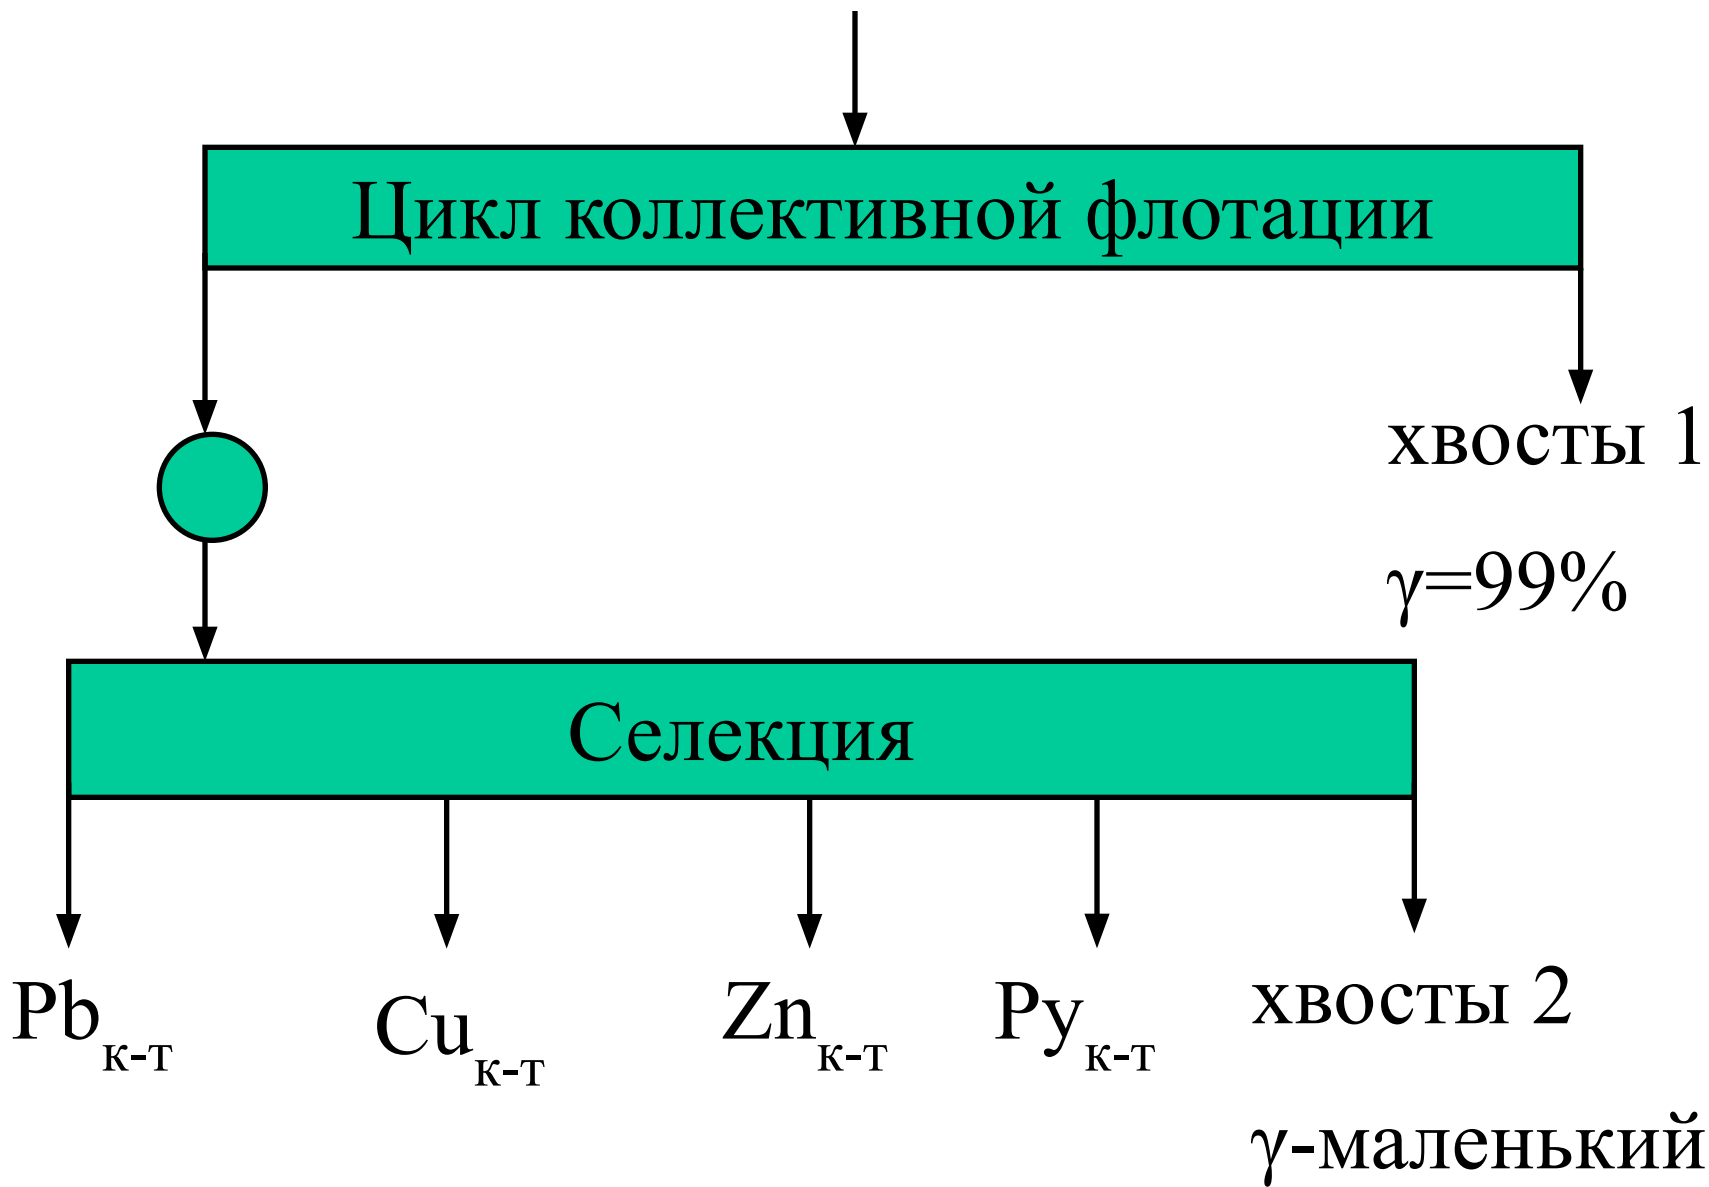 Цикл коллективной флотации
хвосты 1
γ=99%
Селекция
Pbк-т
Cuк-т
Znк-т
Pyк-т
хвосты 2
γ-маленький